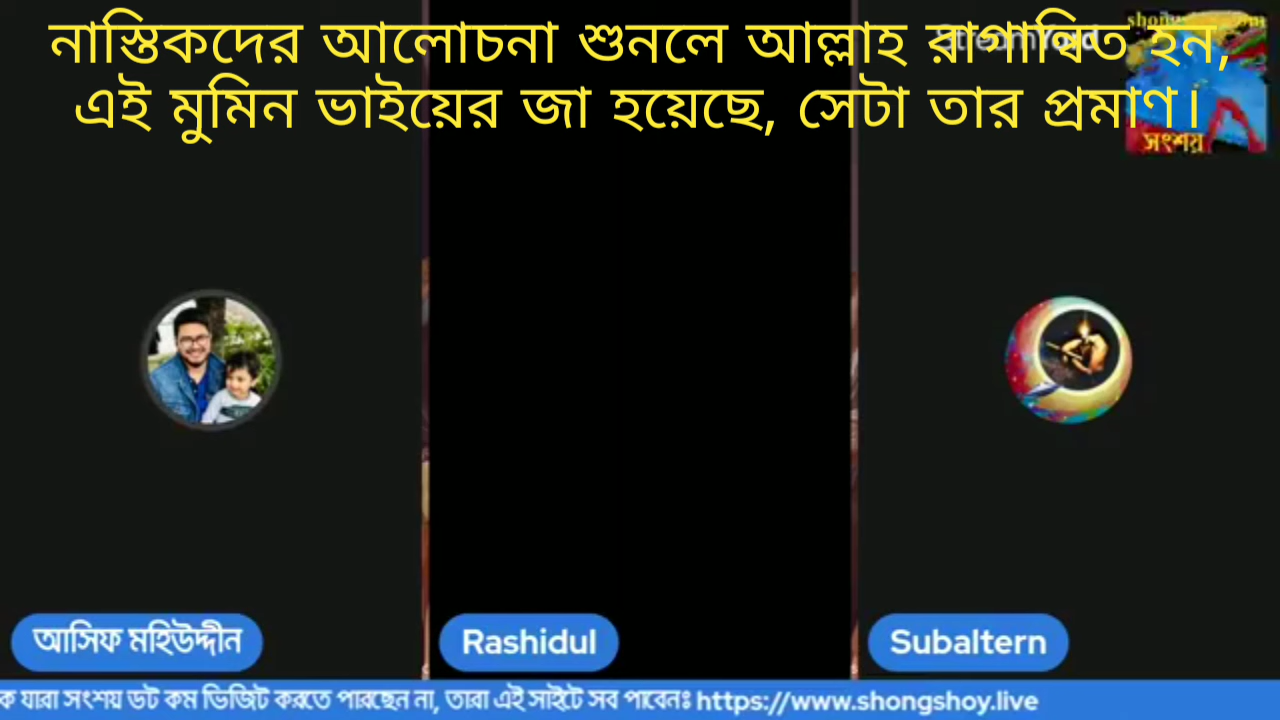 নাস্তিকদের আলোচনা শুনলে আল্লাহ রাগান্বিত হন,
এই মুমিন ভাইয়ের জা হয়েছে, সেটা তার প্রমাণ।
সংশয়
আসিফ মহিউদ্দীন
Rashidul
Subaltern
ক যারা সংশয় ডট কম ভিজিট করতে পারছেন না, তারা এই সাইটে সব পাবেনঃ https://www.shongshoy.live